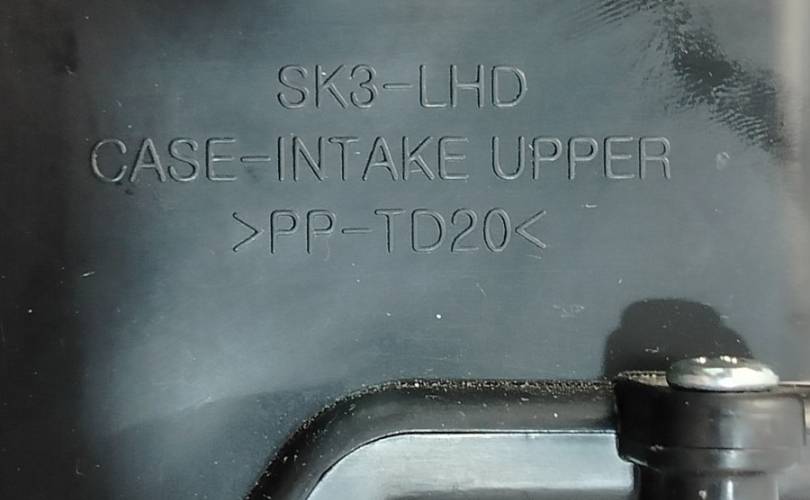 SK3-LHD
CASE-INTAKE UPPER
>PP-TD20<